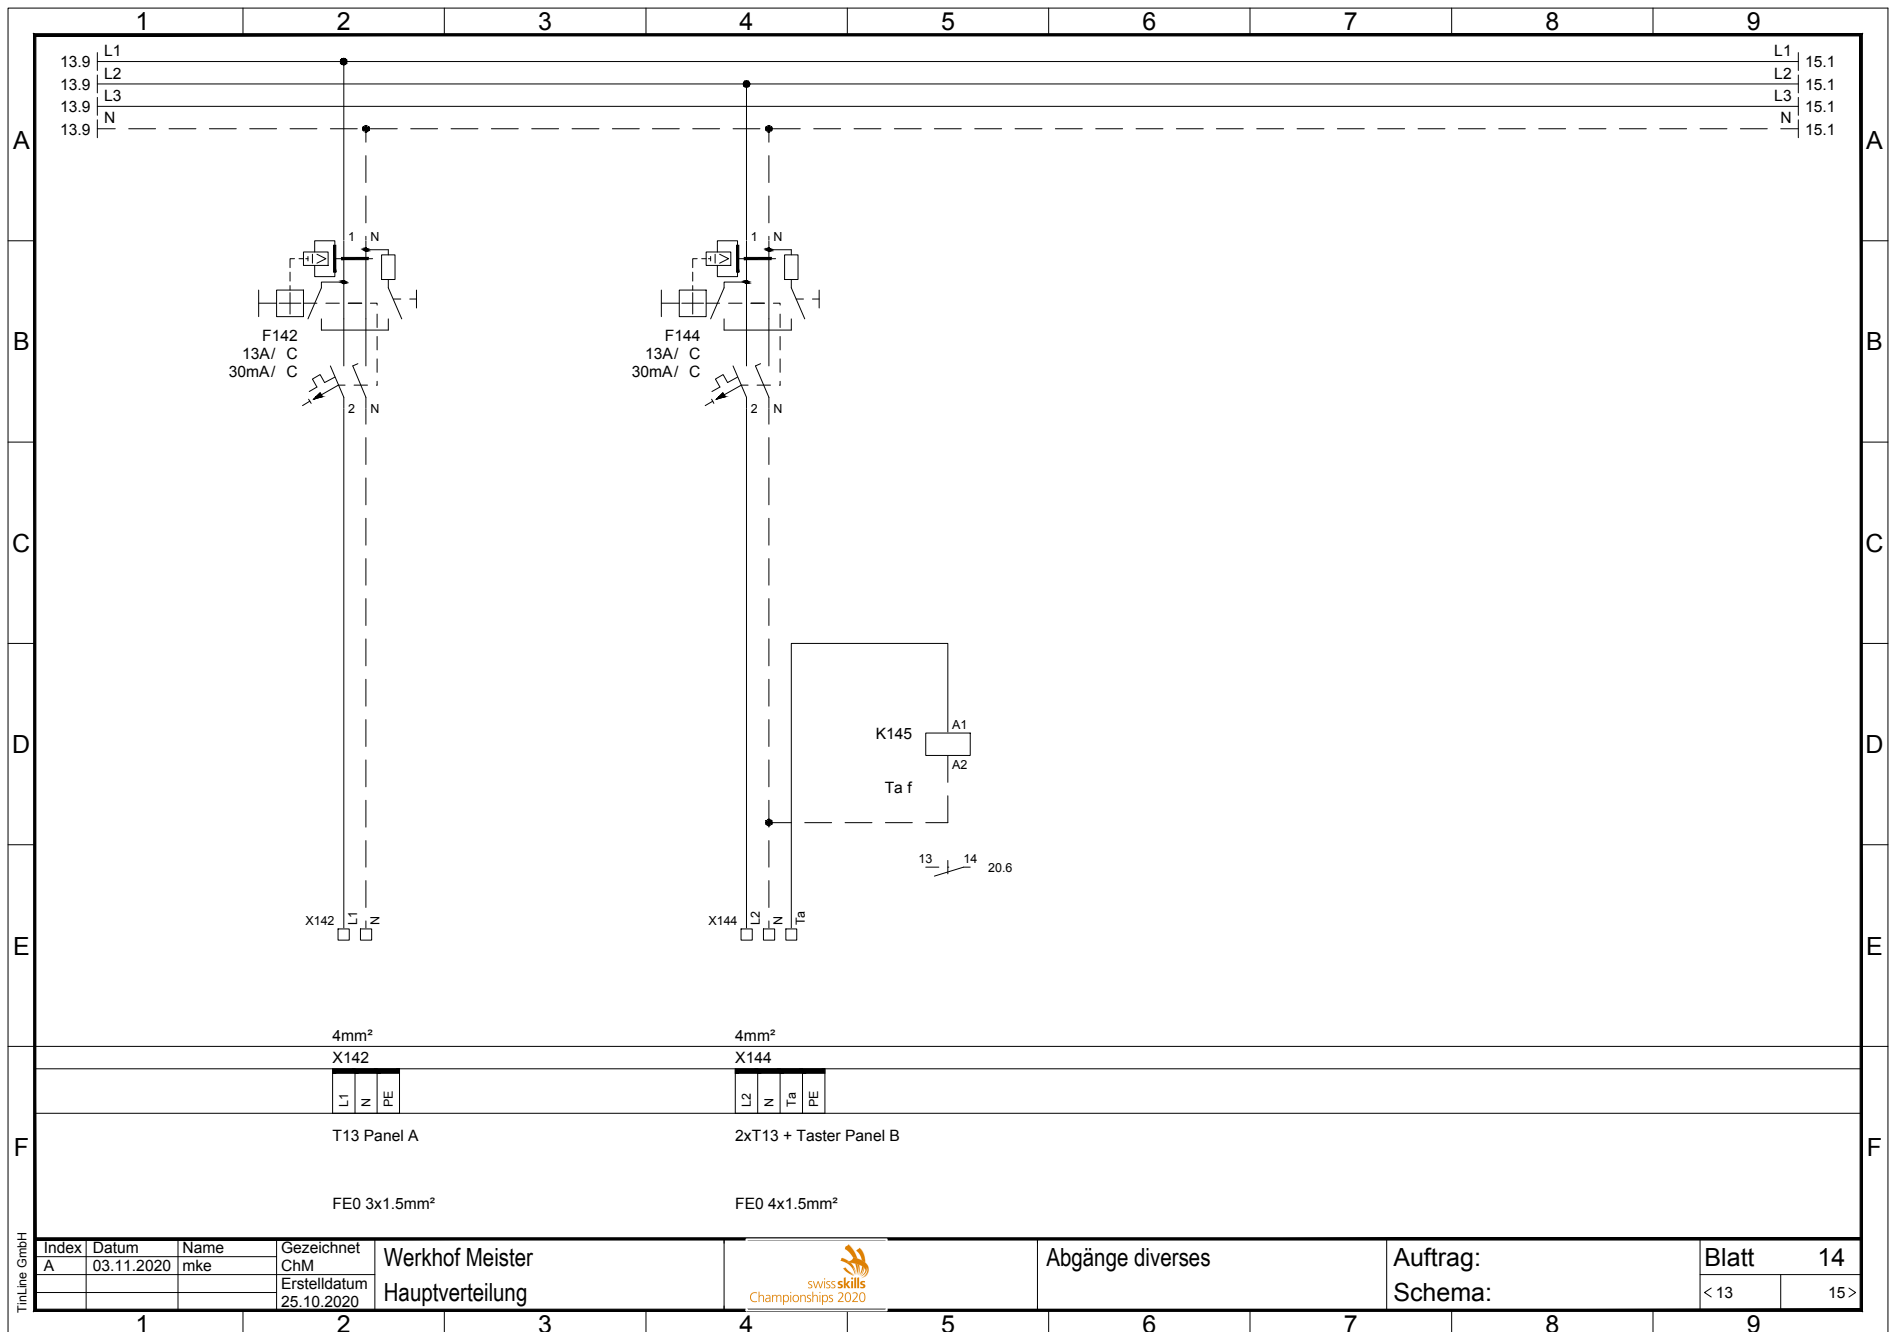 1 2 3 4 5 6 7 8 9
13.9 L1 L1 15.1
13.9 L2 L2 15.1
13.9 L3 L3 15.1
13.9 N N 15.1
A A
1 N 1 N
I> I>
B B
F142 F144
13A/ C 13A/ C
30mA/ C 30mA/ C
2 N 2 N
C C
D D
K145 A1
A2
Ta f
13 14 20.6
X142 L1 N X144 L2 N Ta
E E
4mm² 4mm²
X142 X144
L1 N PE L2 N Ta PE
T13 Panel A 2xT13 + Taster Panel B
F F
FE0 3x1.5mm² FE0 4x1.5mm²
TinLine GmbH
Index Datum Name Gezeichnet
A 03.11.2020 mke ChM
Erstelldatum
25.10.2020
Werkhof Meister
Hauptverteilung
swiss skills
Championships 2020
Abgänge diverses
Auftrag:
Schema:
Blatt 14
< 13 15 >
1 2 3 4 5 6 7 8 9